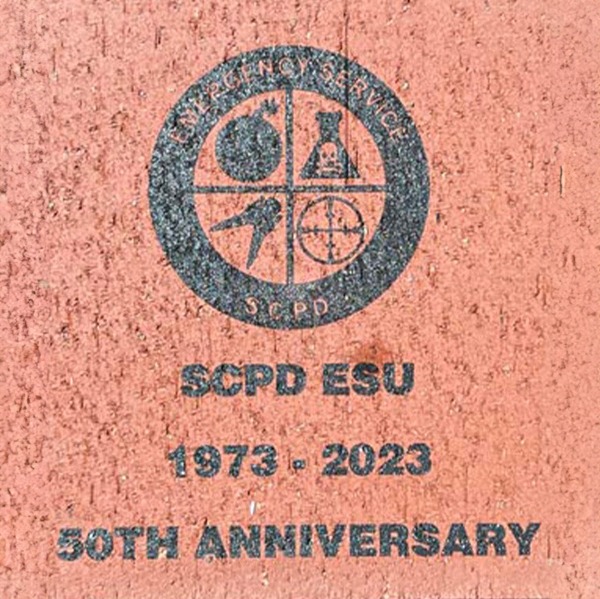 EMERGENCY SERVICE
SCPD
SCPD ESU
1973 - 2023
50TH ANNIVERSARY